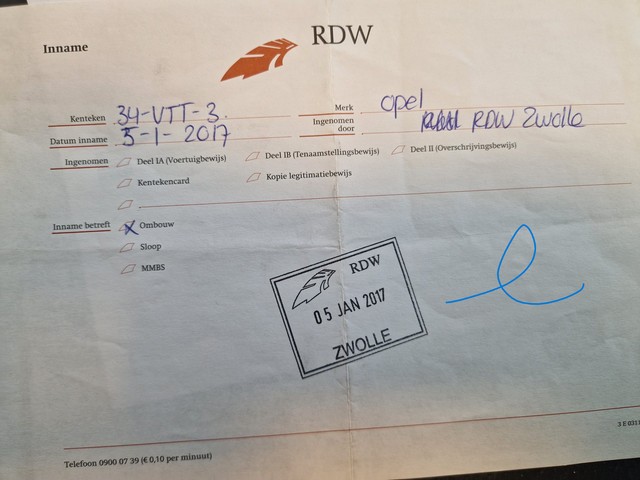 Inname
RDW
Kenteken 34-VTT-3. Merk opel
Datum inname 5-1-2017 Ingenomen door RDW Zwolle
Ingenomen Deel IA (Voertuigbewijs) Deel IB (Tenaamstellingsbewijs) Deel II (Overschrijvingsbewijs)
Kentekencard Kopie legitimatiebewijs
Inname betreft X Ombouw
Sloop
MMBS
RDW
05 JAN 2017
ZWOLLE
Telefoon 0900 07 39 (€ 0,10 per minuut)